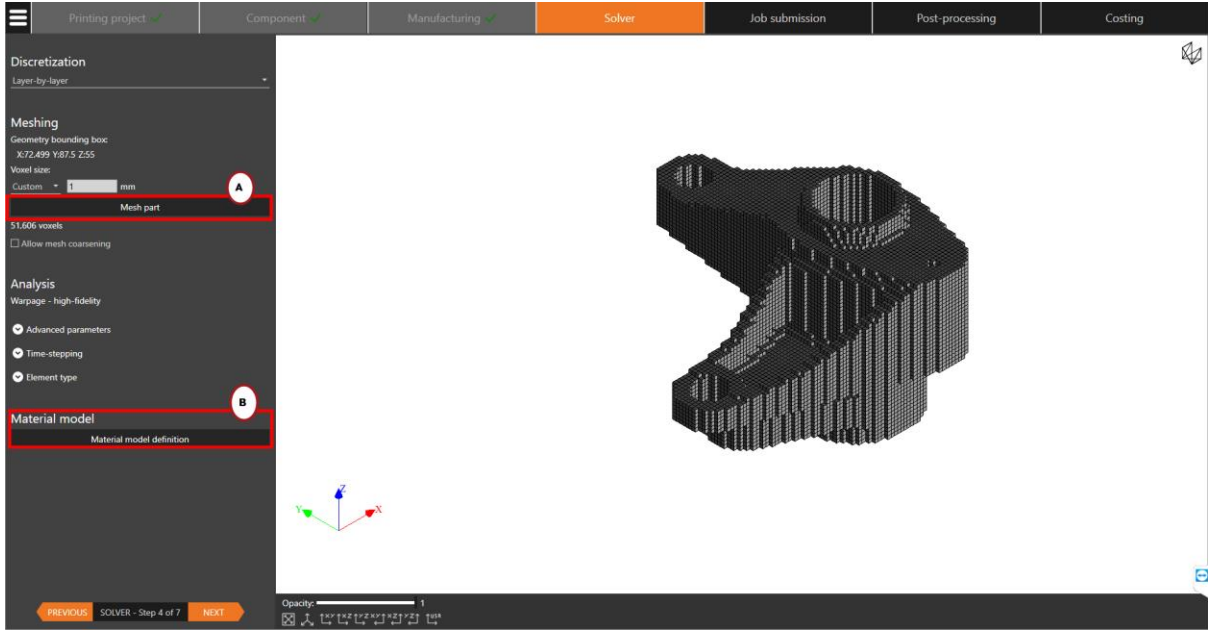 Printing project Component Manufacturing Solver Job submission Post-processing Costing
Discretization
Layer-by-layer
Meshing
Geometry bounding box:
X:72.499 Y:87.5 Z:55
Voxel size:
Custom 1 mm
A
Mesh part
51.606 voxels
Allow mesh coarsening
Analysis
Warpage - high-fidelity
Advanced parameters
Time-stepping
Element type
B
Material model
Material model definition
Z
Y X
PREVIOUS SOLVER - Step 4 of 7 NEXT
Opacity: 1